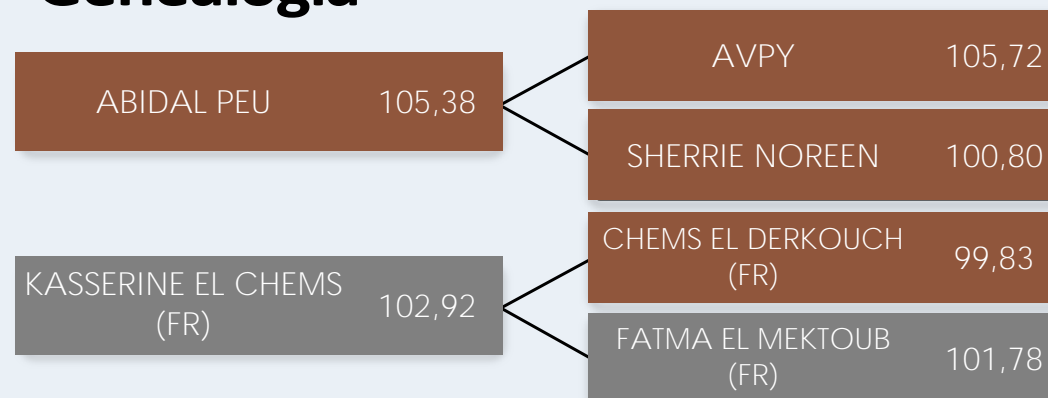 Genealogía
ABIDAL PEU 105,38
AVPY 105,72
SHERRIE NOREEN 100,80
KASSERINE EL CHEMS
(FR)
102,92
CHEMS EL DERKOUCH
(FR)
99,83
FATMA EL MEKTOUB
(FR)
101,78